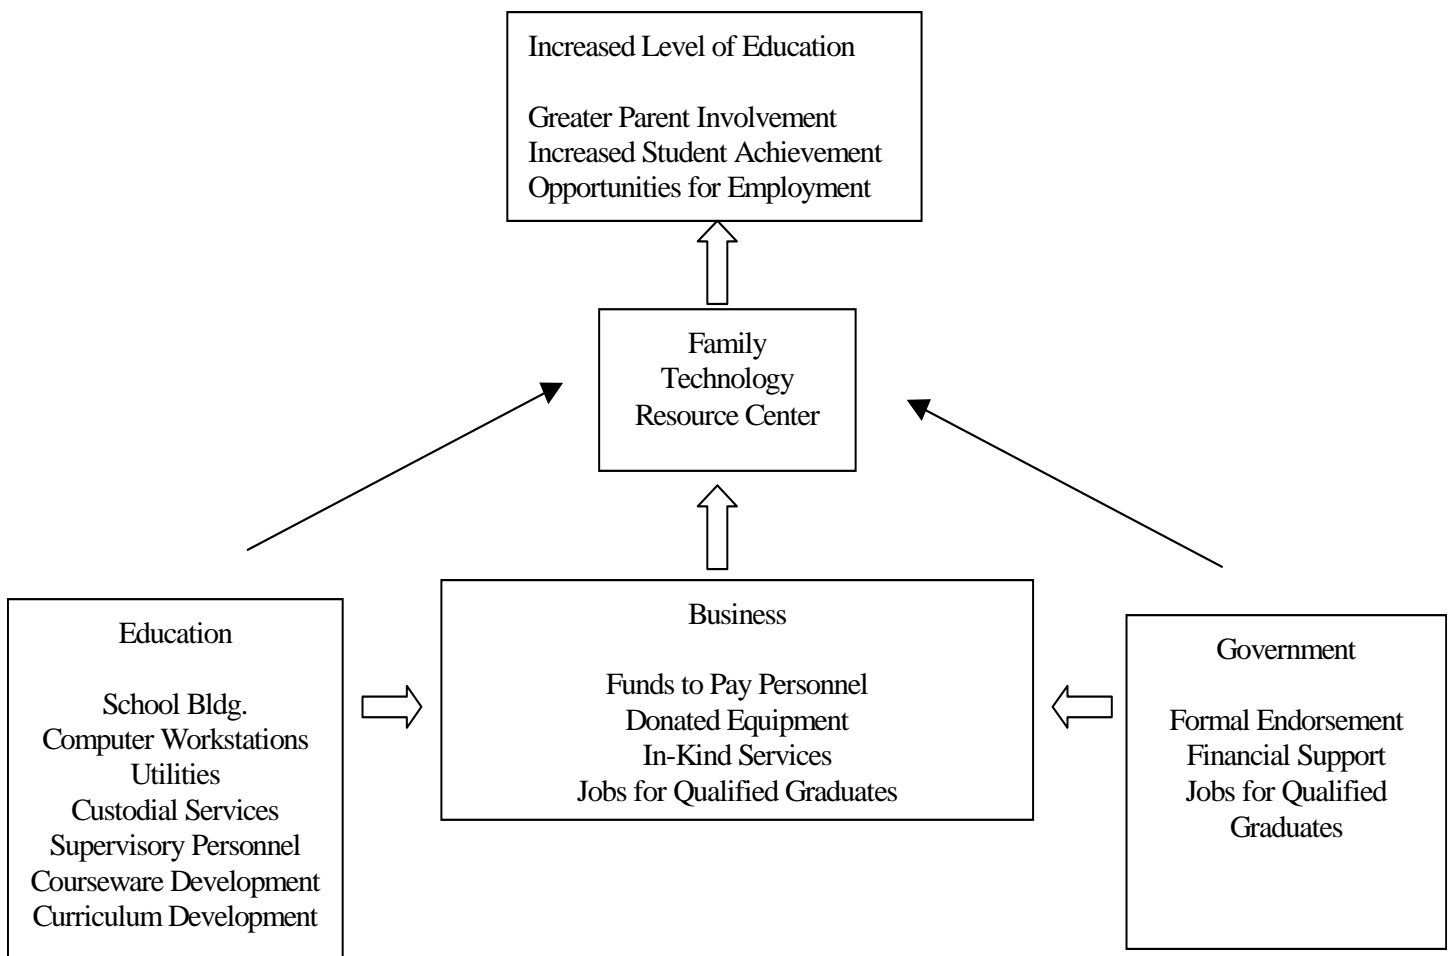 Increased Level of Education
Greater Parent Involvement
Increased Student Achievement
Opportunities for Employment
Family
Technology
Resource Center
Education
School Bldg.
Computer Workstations
Utilities
Custodial Services
Supervisory Personnel
Courseware Development
Curriculum Development
Business
Funds to Pay Personnel
Donated Equipment
In-Kind Services
Jobs for Qualified Graduates
Government
Formal Endorsement
Financial Support
Jobs for Qualified
Graduates